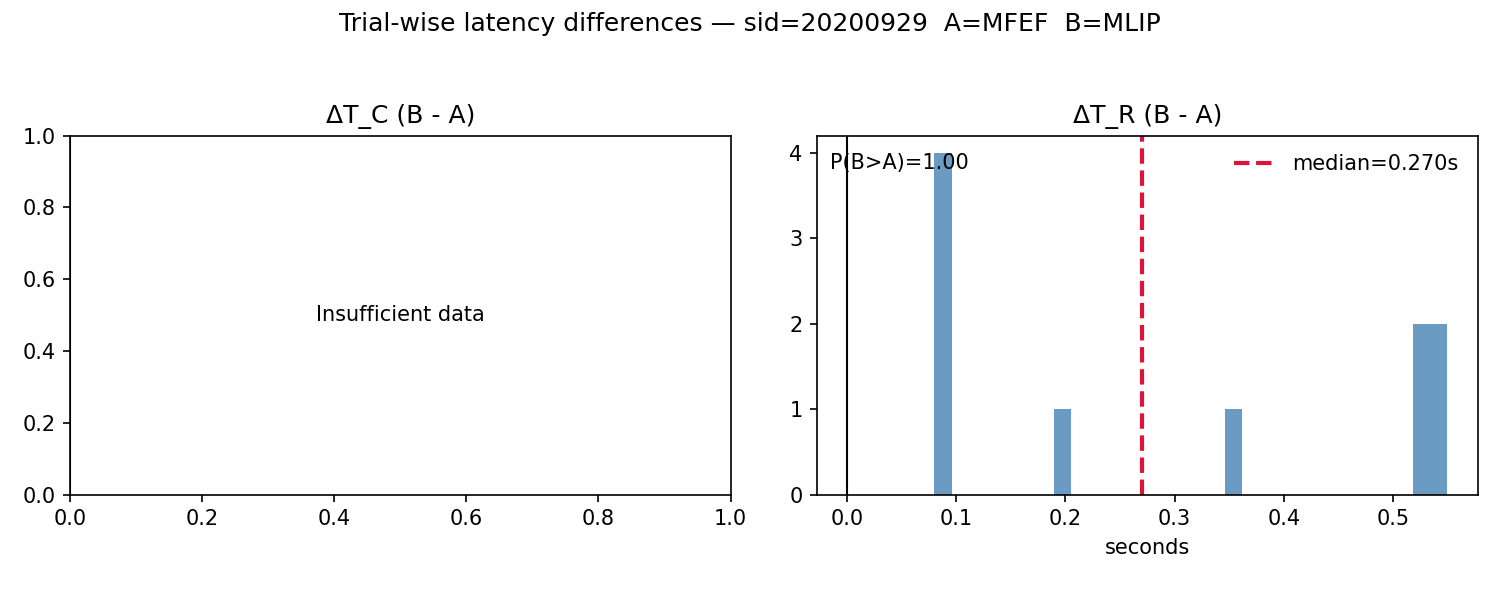 Trial-wise latency differences — sid=20200929  A=MFEF  B=MLIP
ΔT_C (B - A)
1.0
0.8
0.6
0.4
0.2
0.0
Insufficient data
0.0 0.2 0.4 0.6 0.8 1.0
ΔT_R (B - A)
P(B>A)=1.00
median=0.270s
4
3
2
1
0
0.0 0.1 0.2 0.3 0.4 0.5
seconds